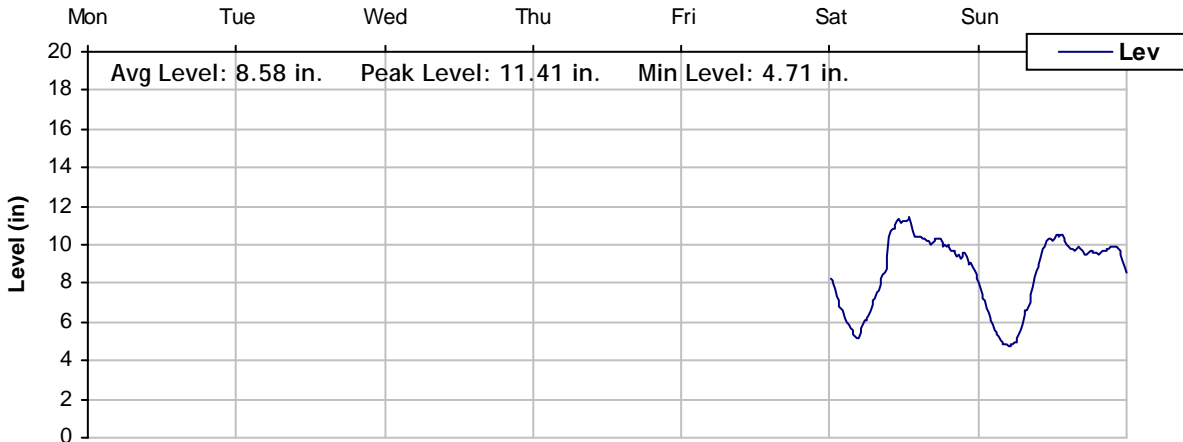 Mon Tue Wed Thu Fri Sat Sun
Lev
Avg Level: 8.58 in. Peak Level: 11.41 in. Min Level: 4.71 in.
Level (in)
20
18
16
14
12
10
8
6
4
2
0